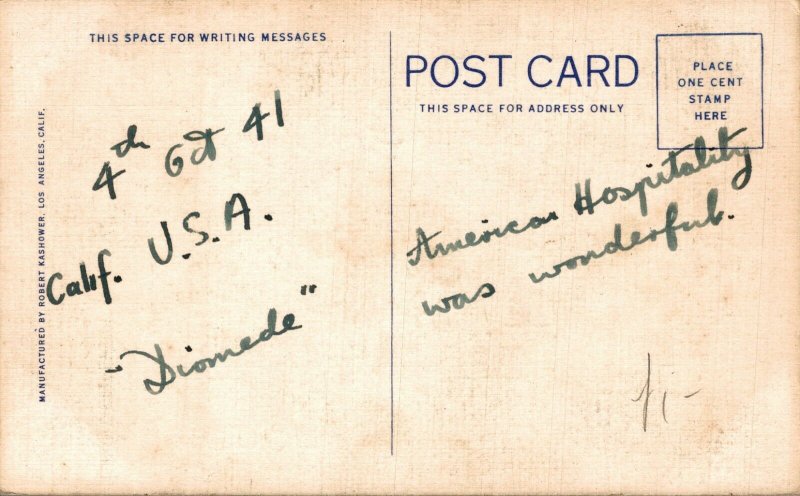 THIS SPACE FOR WRITING MESSAGES
4th Oct 41
Calif. U.S.A.
"Diomede"
MANUFACTURED BY ROBERT KASHOWER, LOS ANGELES, CALIF.
POST CARD
THIS SPACE FOR ADDRESS ONLY
PLACE
ONE CENT
STAMP
HERE
American Hospitality
was wonderful.